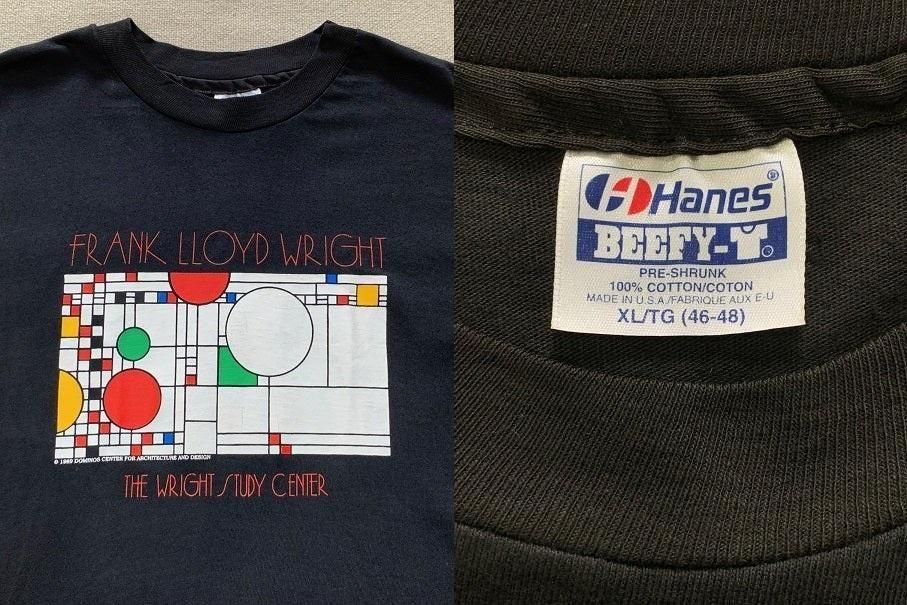 FRANK LLOYD WRIGHT
© 1989 DOMINOS CENTER FOR ARCHITECTURE AND DESIGN
THE WRIGHT STUDY CENTER
Hanes®
BEEFY-T®
PRE-SHRUNK
100% COTTON/COTON
MADE IN U.S.A./FABRIQUE AUX E-U
XL/TG (46-48)